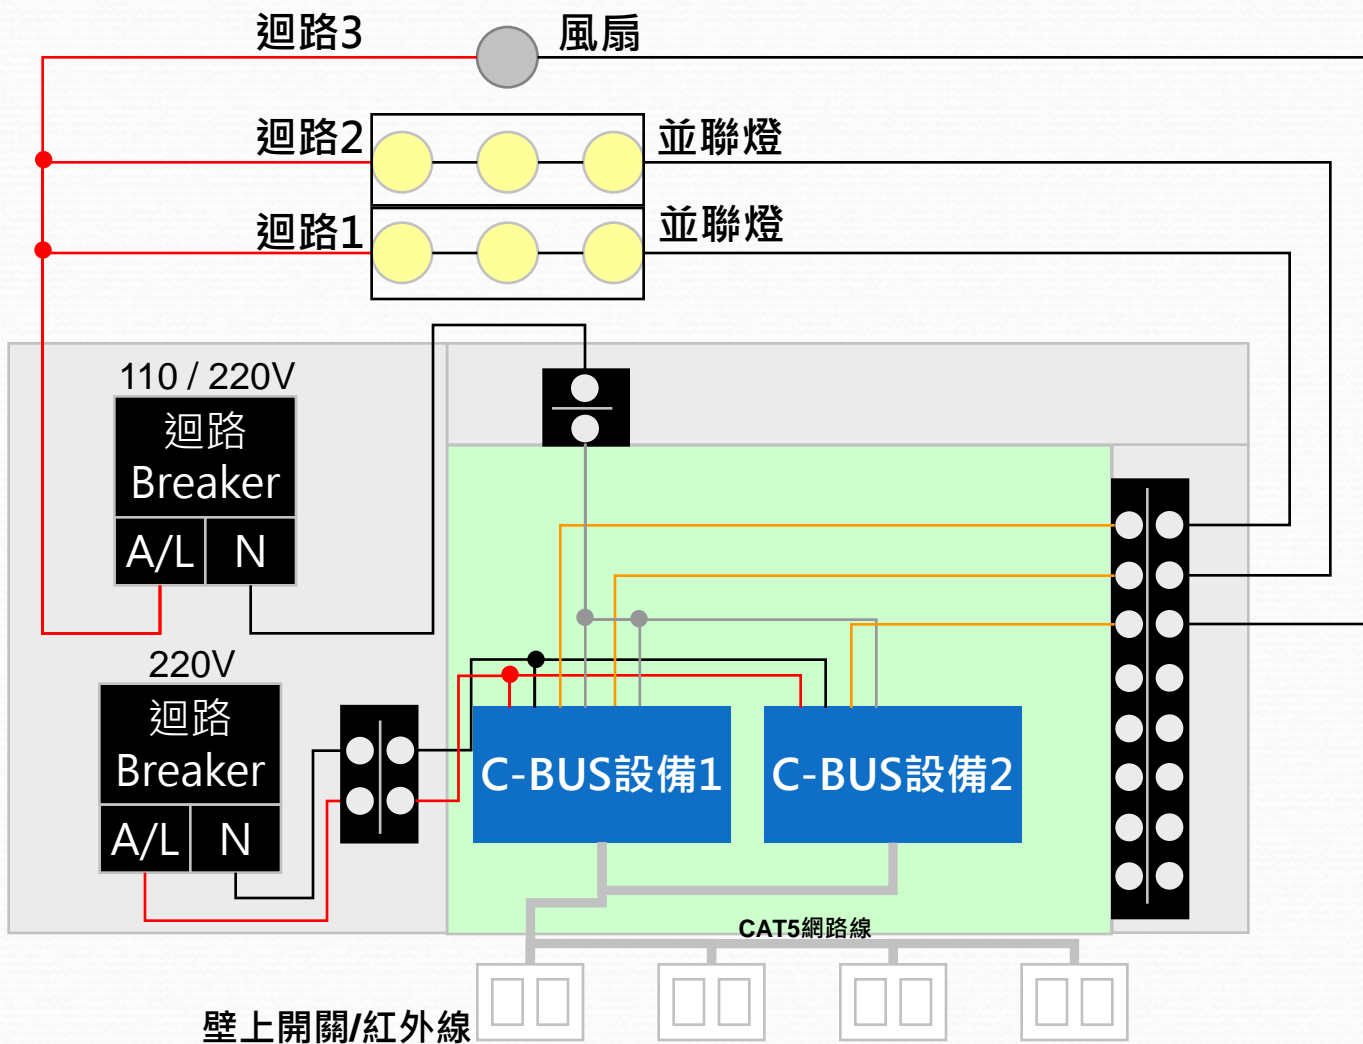 迴路3
風扇
迴路2
並聯燈
迴路1
並聯燈
110 / 220V
迴路
Breaker
A/L
N
220V
迴路
Breaker
A/L
N
C-BUS設備1
C-BUS設備2
CAT5網路線
壁上開關/紅外線